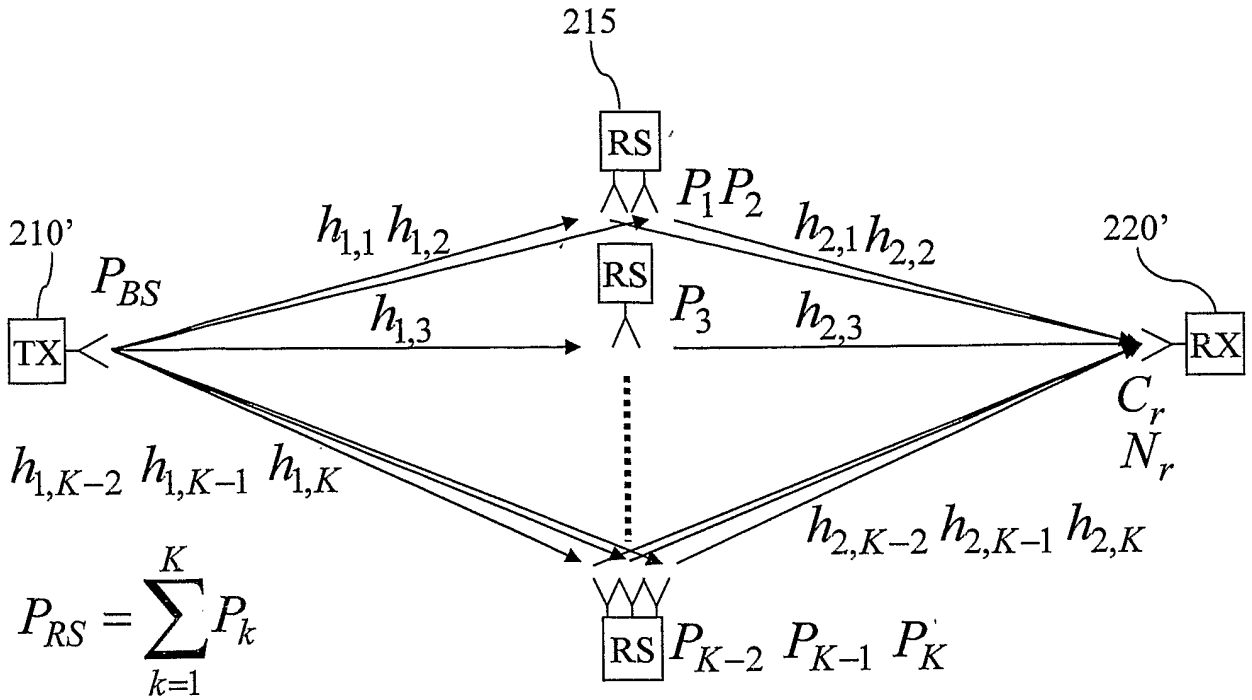 215
RS
P_1 P_2
210’
h_{1,1} h_{1,2}
h_{2,1} h_{2,2}
220’
P_{BS}
RS
TX
h_{1,3}
P_3
h_{2,3}
RX
C_r
N_r
h_{1,K-2} h_{1,K-1} h_{1,K}
h_{2,K-2} h_{2,K-1} h_{2,K}
P_{RS} = \sum_{k=1}^{K} P_k
RS
P_{K-2} P_{K-1} P_K